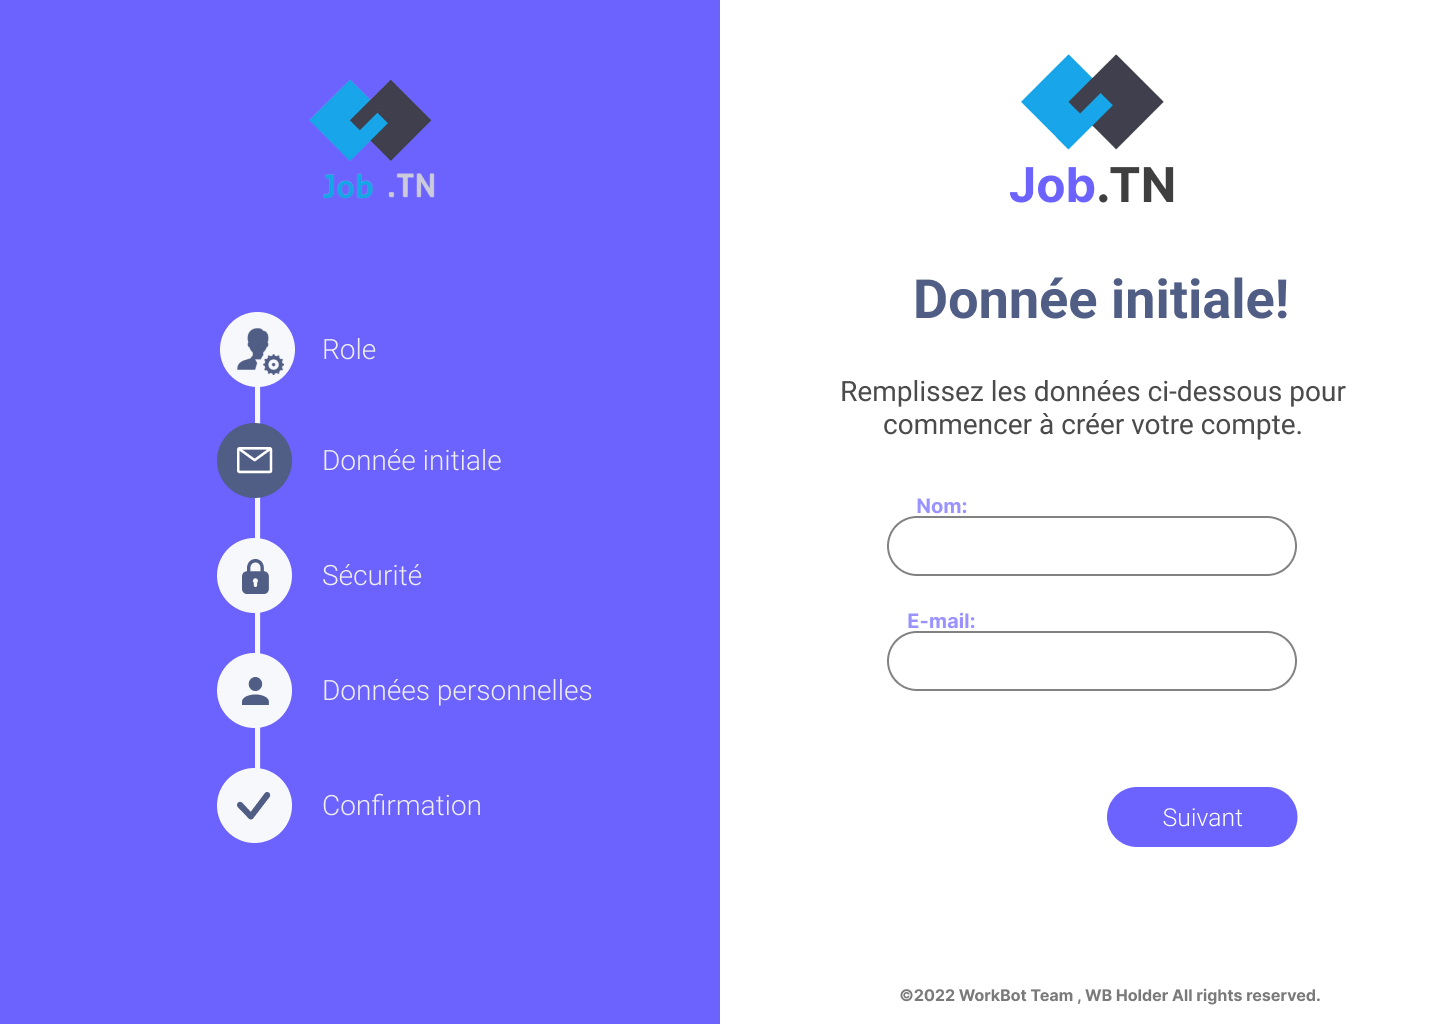 Job .TN
Role
Donnée initiale
Sécurité
Données personnelles
Confirmation
Job.TN
Donnée initiale!
Remplissez les données ci-dessous pour
commencer à créer votre compte.
Nom:
E-mail:
Suivant
©2022 WorkBot Team , WB Holder All rights reserved.